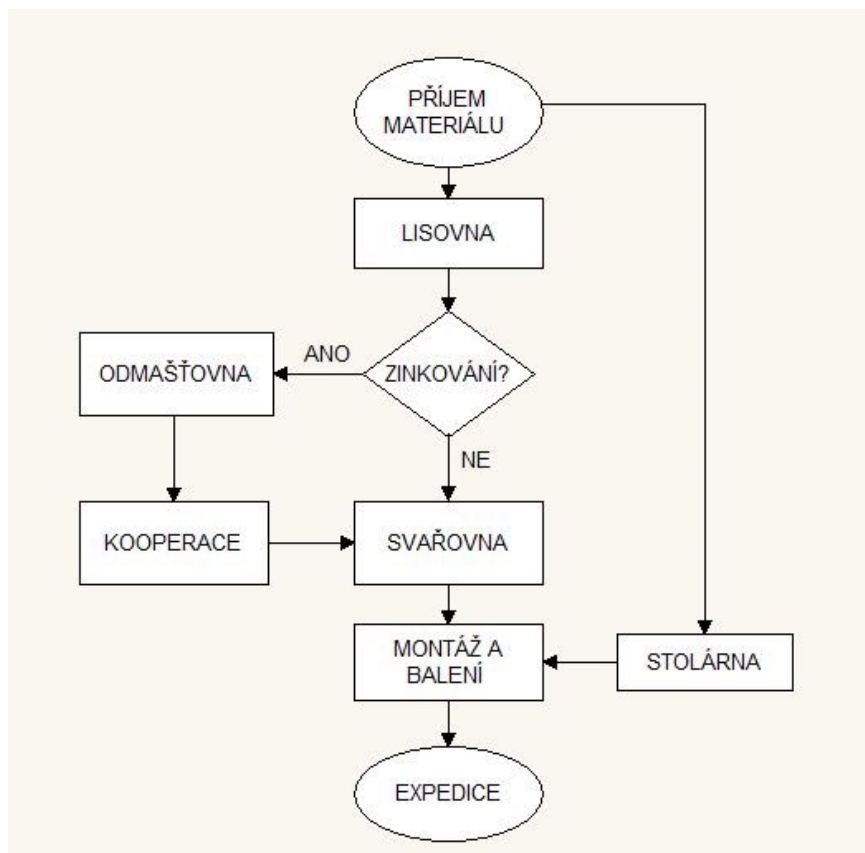 PŘÍJEM
MATERIÁLU
LISOVNA
ZINKOVÁNÍ?
ANO
ODMAŠŤOVNA
NE
KOOPERACE
SVAŘOVNA
MONTÁŽ A
BALENÍ
STOLÁRNA
EXPEDICE